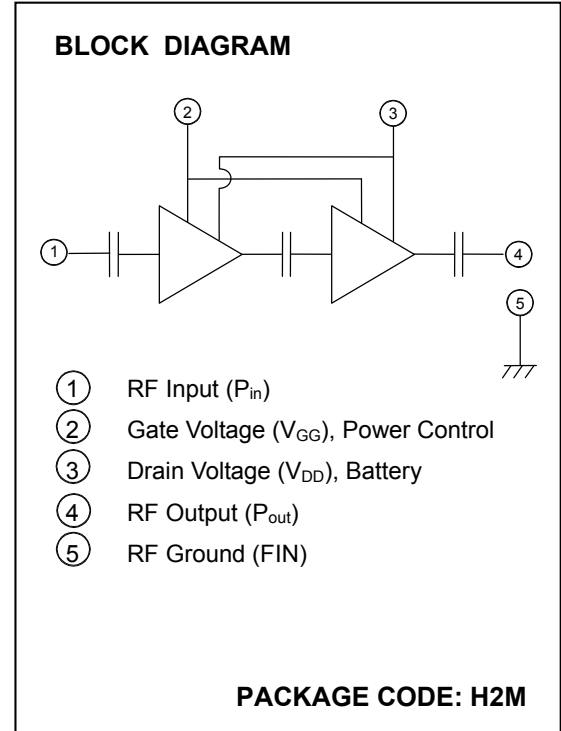 BLOCK DIAGRAM
2
3
1
4
5
1 RF Input (Pin)
2 Gate Voltage (VGG), Power Control
3 Drain Voltage (VDD), Battery
4 RF Output (Pout)
5 RF Ground (FIN)
PACKAGE CODE: H2M